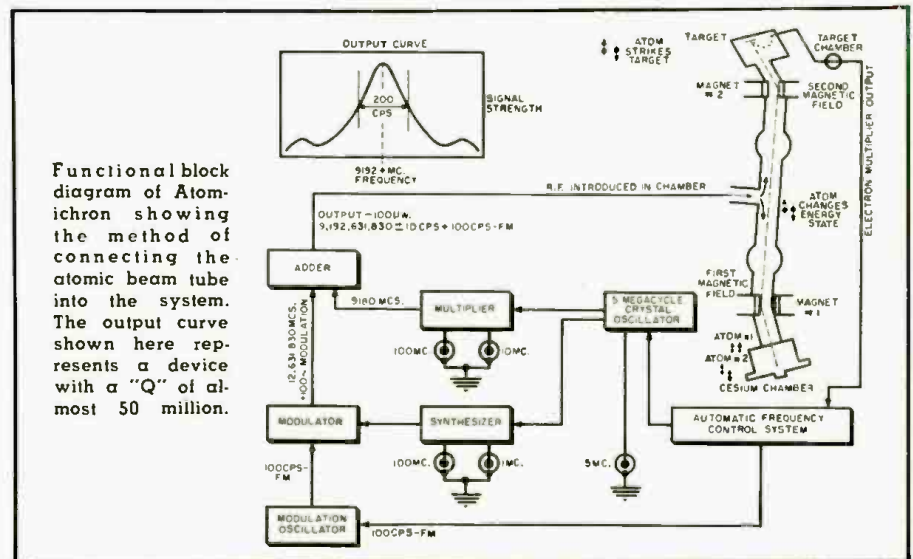 Functional block
diagram of Atom-
ichron showing
the method of
connecting the
atomic beam tube
into the system.
The output curve
shown here rep-
resents a device
with a "Q" of al-
most 50 million.
OUTPUT CURVE
200
CPS
SIGNAL
STRENGTH
9192 + MC.
FREQUENCY
ATOM
STRIKES
TARGET
TARGET
TARGET
CHAMBER
MAGNET
#2
SECOND
MAGNETIC
FIELD
ELECTRON MULTIPLIER OUTPUT
R.F. INTRODUCED IN CHAMBER
ATOM
CHANGES
ENERGY
STATE
OUTPUT
9,192,631,830 ± 10CPS + 100CPS-FM
ADDER
9180 MCS.
MULTIPLIER
5 MEGACYCLE
CRYSTAL
OSCILLATOR
FIRST
MAGNETIC
FIELD
MAGNET
#1
100MC.
ATOM #1
ATOM #2
CESIUM CHAMBER
12,631,830 MCS.
+100~ MODULATION
MODULATOR
SYNTHESIZER
AUTOMATIC FREQUENCY
CONTROL SYSTEM
100MC.
1MC.
5MC.
100CPS-
FM
MODULATION
OSCILLATOR
100CPS-FM